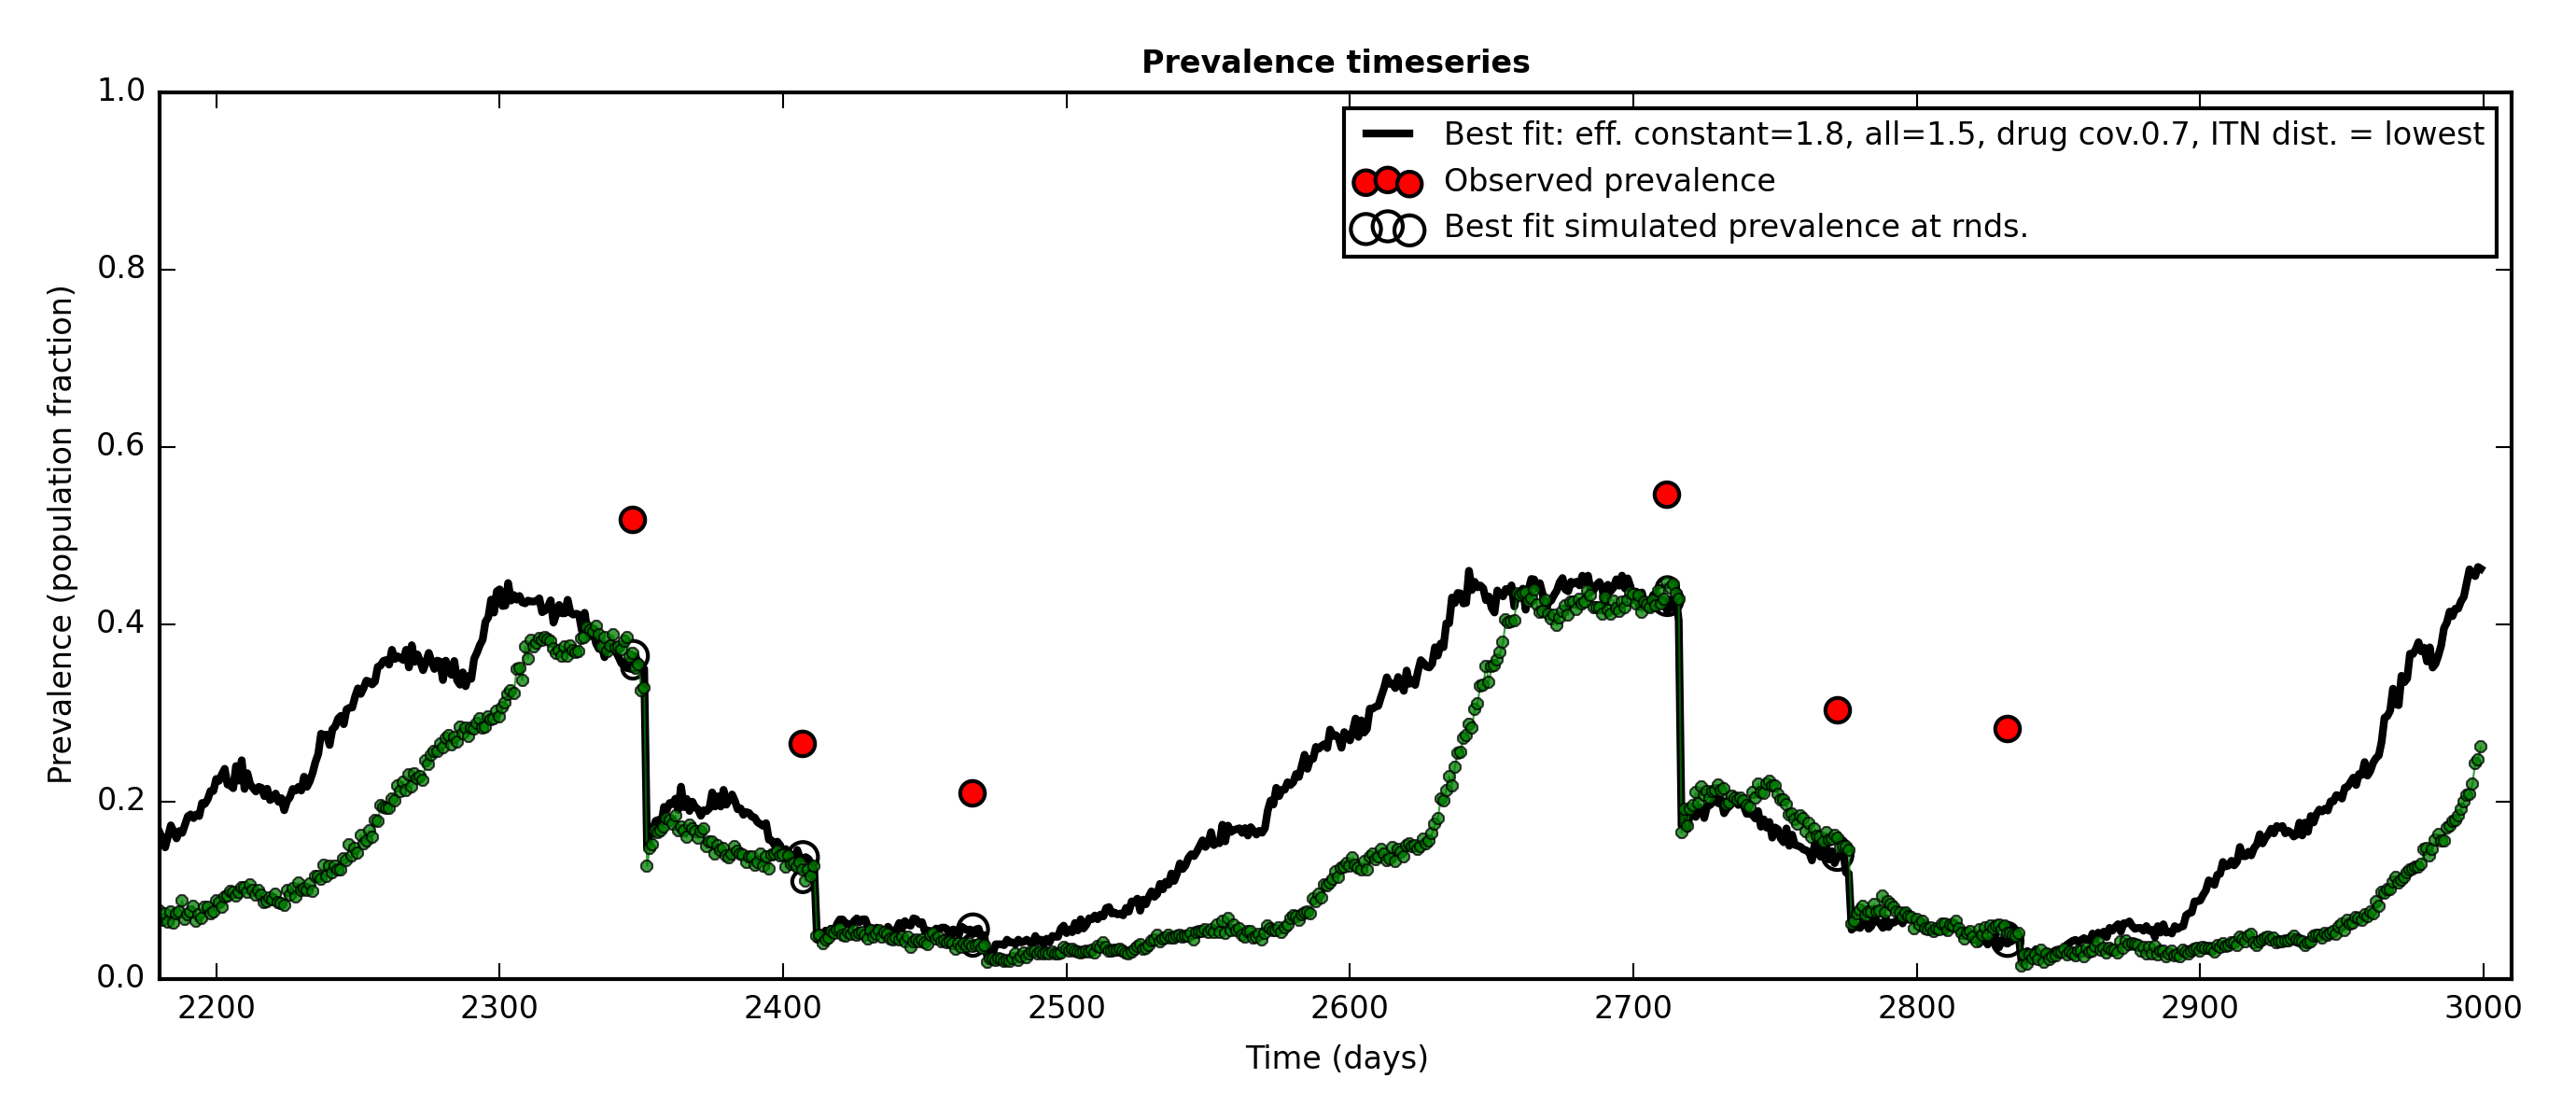 Prevalence timeseries
1.0
0.8
0.6
0.4
0.2
0.0
Prevalence (population fraction)
Best fit: eff. constant=1.8, all=1.5, drug cov.0.7, ITN dist. = lowest
Observed prevalence
Best fit simulated prevalence at rnds.
2200 2300 2400 2500 2600 2700 2800 2900 3000
Time (days)